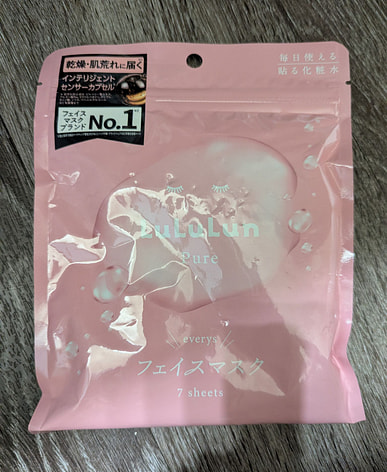 乾燥・肌荒れに届く
インテリジェント
センサーカプセル
フェイス
マスク
ブランド
No.1
毎日使える
貼る化粧水
LuLuLun
Pure
everys
フェイスマスク
7 sheets